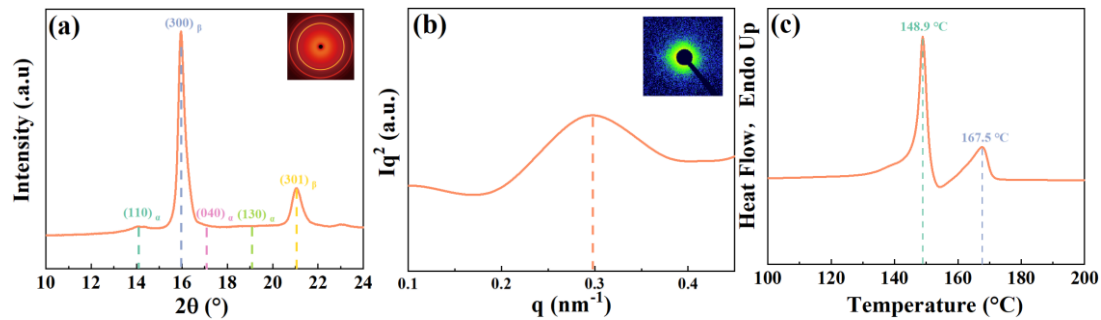 (a)
(300) β
(110) α
(040) α
(130) α
(301) β
Intensity (.a.u)
10 12 14 16 18 20 22 24
2θ (°)
(b)
Iq² (a.u.)
0.1 0.2 0.3 0.4
q (nm⁻¹)
(c)
148.9 °C
167.5 °C
Heat Flow, Endo Up
100 120 140 160 180 200
Temperature (°C)